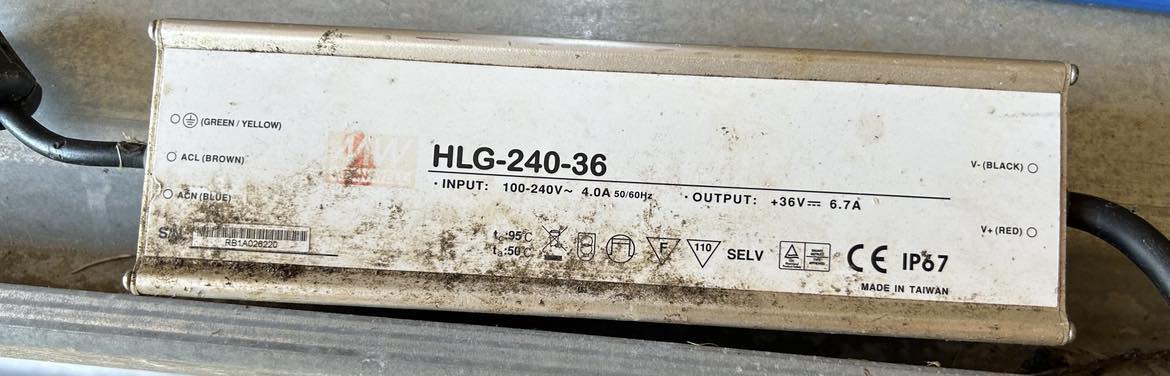 (GREEN / YELLOW)
ACL (BROWN)
ACN (BLUE)
S/N
RB1A026220
MW
HLG-240-36
· INPUT: 100-240V~ 4.0A 50/60Hz · OUTPUT: +36V⎓ 6.7A
tc:95℃
ta:50℃
F
110
SELV
CE IP67
MADE IN TAIWAN
V- (BLACK)
V+ (RED)